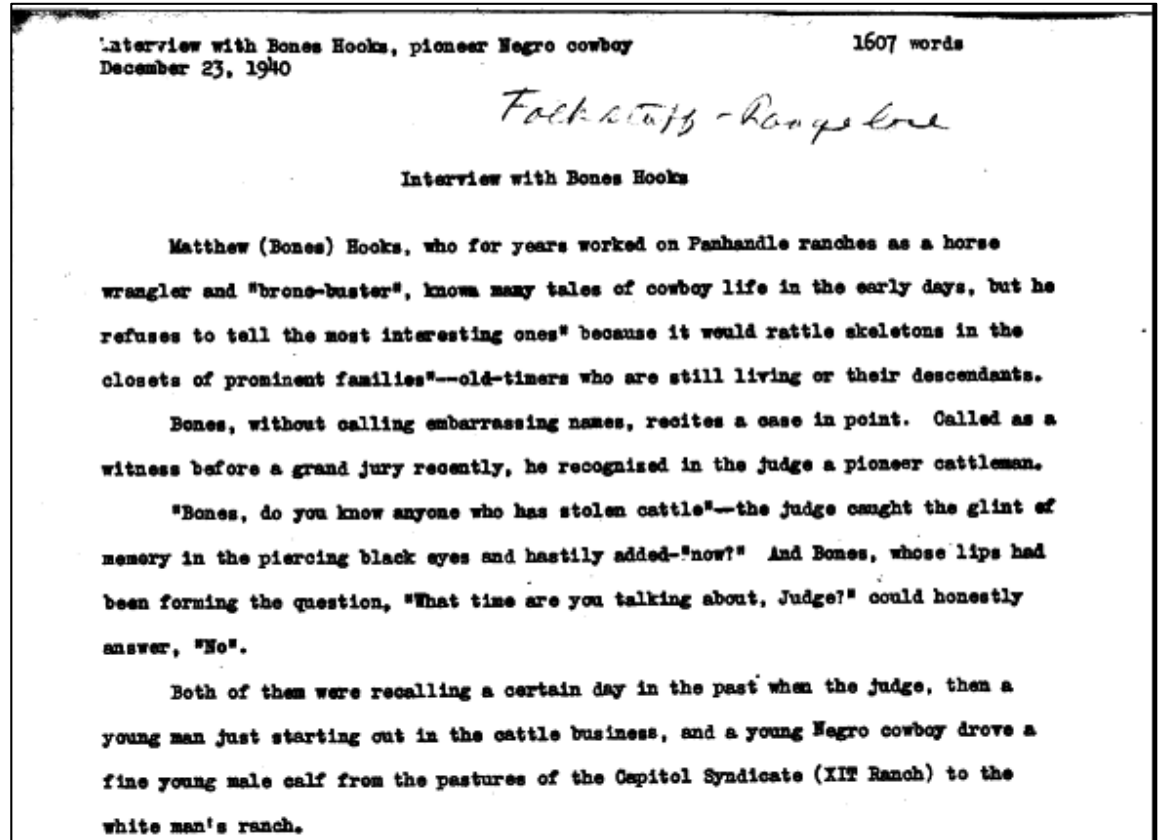 Interview with Bones Hooks, pioneer Negro cowboy 1607 words
December 23, 1940
Folkstuff - Rangelore
Interview with Bones Hooks
Matthew (Bones) Hooks, who for years worked on Panhandle ranches as a horse
wrangler and "bronc-buster", knows many tales of cowboy life in the early days, but he
refuses to tell the most interesting ones" because it would rattle skeletons in the
closets of prominent families"--old-timers who are still living or their descendants.
Bones, without calling embarrassing names, recites a case in point. Called as a
witness before a grand jury recently, he recognized in the judge a pioneer cattleman.
"Bones, do you know anyone who has stolen cattle"--the judge caught the glint of
memory in the piercing black eyes and hastily added-"now?" And Bones, whose lips had
been forming the question, "What time are you talking about, Judge?" could honestly
answer, "No".
Both of them were recalling a certain day in the past when the judge, then a
young man just starting out in the cattle business, and a young Negro cowboy drove a
fine young male calf from the pastures of the Capitol Syndicate (XIT Ranch) to the
white man's ranch.